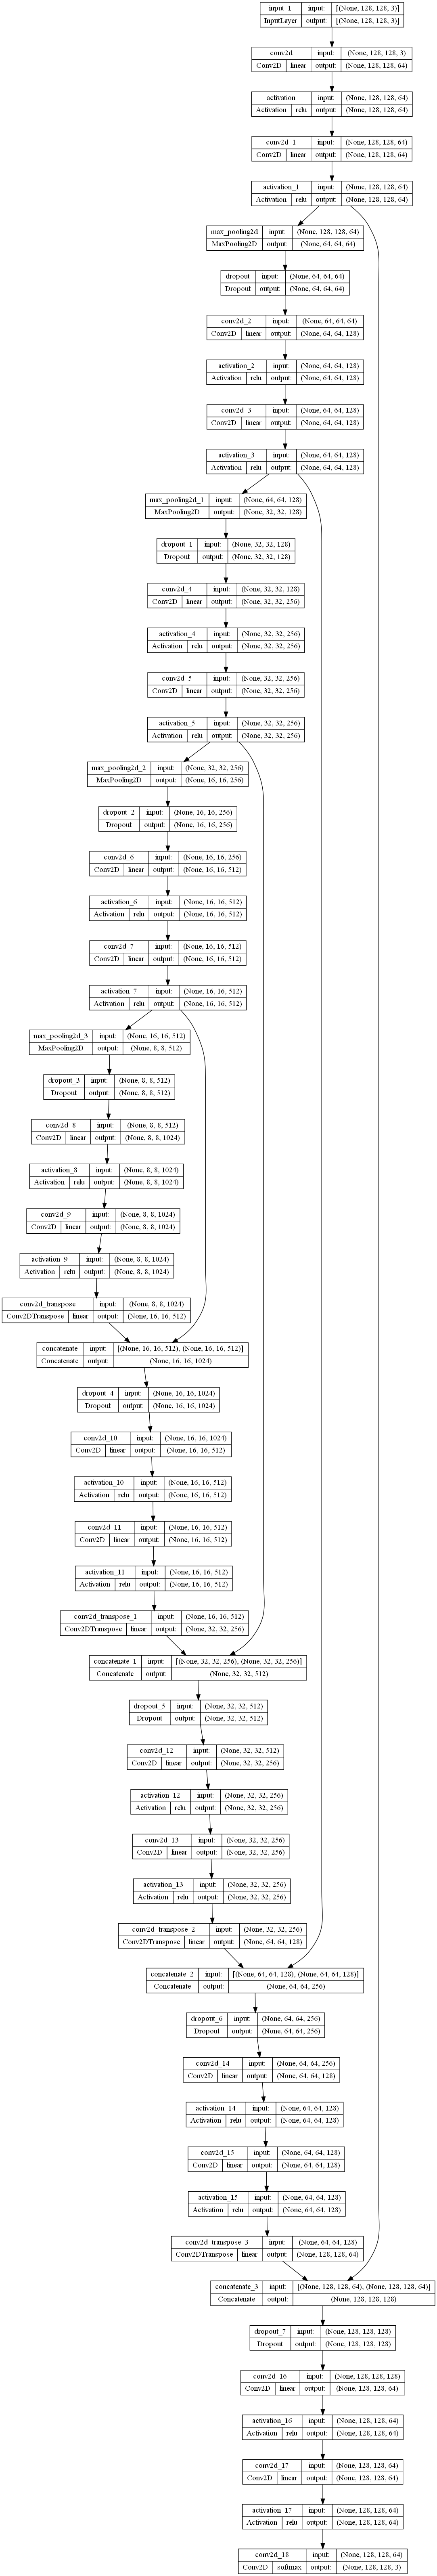 input_1 input: [(None, 128, 128, 3)]
InputLayer output: [(None, 128, 128, 3)]
conv2d input: (None, 128, 128, 3)
Conv2D linear output: (None, 128, 128, 64)
activation input: (None, 128, 128, 64)
Activation relu output: (None, 128, 128, 64)
conv2d_1 input: (None, 128, 128, 64)
Conv2D linear output: (None, 128, 128, 64)
activation_1 input: (None, 128, 128, 64)
Activation relu output: (None, 128, 128, 64)
max_pooling2d input: (None, 128, 128, 64)
MaxPooling2D output: (None, 64, 64, 64)
dropout input: (None, 64, 64, 64)
Dropout output: (None, 64, 64, 64)
conv2d_2 input: (None, 64, 64, 64)
Conv2D linear output: (None, 64, 64, 128)
activation_2 input: (None, 64, 64, 128)
Activation relu output: (None, 64, 64, 128)
conv2d_3 input: (None, 64, 64, 128)
Conv2D linear output: (None, 64, 64, 128)
activation_3 input: (None, 64, 64, 128)
Activation relu output: (None, 64, 64, 128)
max_pooling2d_1 input: (None, 64, 64, 128)
MaxPooling2D output: (None, 32, 32, 128)
dropout_1 input: (None, 32, 32, 128)
Dropout output: (None, 32, 32, 128)
conv2d_4 input: (None, 32, 32, 128)
Conv2D linear output: (None, 32, 32, 256)
activation_4 input: (None, 32, 32, 256)
Activation relu output: (None, 32, 32, 256)
conv2d_5 input: (None, 32, 32, 256)
Conv2D linear output: (None, 32, 32, 256)
activation_5 input: (None, 32, 32, 256)
Activation relu output: (None, 32, 32, 256)
max_pooling2d_2 input: (None, 32, 32, 256)
MaxPooling2D output: (None, 16, 16, 256)
dropout_2 input: (None, 16, 16, 256)
Dropout output: (None, 16, 16, 256)
conv2d_6 input: (None, 16, 16, 256)
Conv2D linear output: (None, 16, 16, 512)
activation_6 input: (None, 16, 16, 512)
Activation relu output: (None, 16, 16, 512)
conv2d_7 input: (None, 16, 16, 512)
Conv2D linear output: (None, 16, 16, 512)
activation_7 input: (None, 16, 16, 512)
Activation relu output: (None, 16, 16, 512)
max_pooling2d_3 input: (None, 16, 16, 512)
MaxPooling2D output: (None, 8, 8, 512)
dropout_3 input: (None, 8, 8, 512)
Dropout output: (None, 8, 8, 512)
conv2d_8 input: (None, 8, 8, 512)
Conv2D linear output: (None, 8, 8, 1024)
activation_8 input: (None, 8, 8, 1024)
Activation relu output: (None, 8, 8, 1024)
conv2d_9 input: (None, 8, 8, 1024)
Conv2D linear output: (None, 8, 8, 1024)
activation_9 input: (None, 8, 8, 1024)
Activation relu output: (None, 8, 8, 1024)
conv2d_transpose input: (None, 8, 8, 1024)
Conv2DTranspose linear output: (None, 16, 16, 512)
concatenate input: [(None, 16, 16, 512), (None, 16, 16, 512)]
Concatenate output: (None, 16, 16, 1024)
dropout_4 input: (None, 16, 16, 1024)
Dropout output: (None, 16, 16, 1024)
conv2d_10 input: (None, 16, 16, 1024)
Conv2D linear output: (None, 16, 16, 512)
activation_10 input: (None, 16, 16, 512)
Activation relu output: (None, 16, 16, 512)
conv2d_11 input: (None, 16, 16, 512)
Conv2D linear output: (None, 16, 16, 512)
activation_11 input: (None, 16, 16, 512)
Activation relu output: (None, 16, 16, 512)
conv2d_transpose_1 input: (None, 16, 16, 512)
Conv2DTranspose linear output: (None, 32, 32, 256)
concatenate_1 input: [(None, 32, 32, 256), (None, 32, 32, 256)]
Concatenate output: (None, 32, 32, 512)
dropout_5 input: (None, 32, 32, 512)
Dropout output: (None, 32, 32, 512)
conv2d_12 input: (None, 32, 32, 512)
Conv2D linear output: (None, 32, 32, 256)
activation_12 input: (None, 32, 32, 256)
Activation relu output: (None, 32, 32, 256)
conv2d_13 input: (None, 32, 32, 256)
Conv2D linear output: (None, 32, 32, 256)
activation_13 input: (None, 32, 32, 256)
Activation relu output: (None, 32, 32, 256)
conv2d_transpose_2 input: (None, 32, 32, 256)
Conv2DTranspose linear output: (None, 64, 64, 128)
concatenate_2 input: [(None, 64, 64, 128), (None, 64, 64, 128)]
Concatenate output: (None, 64, 64, 256)
dropout_6 input: (None, 64, 64, 256)
Dropout output: (None, 64, 64, 256)
conv2d_14 input: (None, 64, 64, 256)
Conv2D linear output: (None, 64, 64, 128)
activation_14 input: (None, 64, 64, 128)
Activation relu output: (None, 64, 64, 128)
conv2d_15 input: (None, 64, 64, 128)
Conv2D linear output: (None, 64, 64, 128)
activation_15 input: (None, 64, 64, 128)
Activation relu output: (None, 64, 64, 128)
conv2d_transpose_3 input: (None, 64, 64, 128)
Conv2DTranspose linear output: (None, 128, 128, 64)
concatenate_3 input: [(None, 128, 128, 64), (None, 128, 128, 64)]
Concatenate output: (None, 128, 128, 128)
dropout_7 input: (None, 128, 128, 128)
Dropout output: (None, 128, 128, 128)
conv2d_16 input: (None, 128, 128, 128)
Conv2D linear output: (None, 128, 128, 64)
activation_16 input: (None, 128, 128, 64)
Activation relu output: (None, 128, 128, 64)
conv2d_17 input: (None, 128, 128, 64)
Conv2D linear output: (None, 128, 128, 64)
activation_17 input: (None, 128, 128, 64)
Activation relu output: (None, 128, 128, 64)
conv2d_18 input: (None, 128, 128, 64)
Conv2D softmax output: (None, 128, 128, 3)